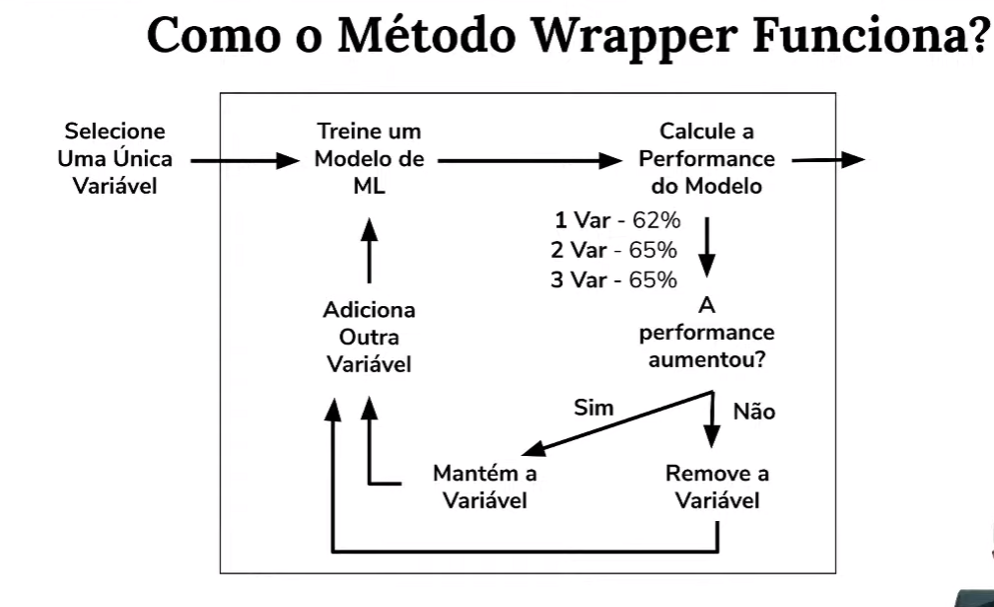 Como o Método Wrapper Funciona?
Selecione
Uma Única
Variável
Treine um
Modelo de
ML
Calcule a
Performance
do Modelo
1 Var - 62%
2 Var - 65%
3 Var - 65%
A
performance
aumentou?
Adiciona
Outra
Variável
Sim
Não
Mantém a
Variável
Remove a
Variável